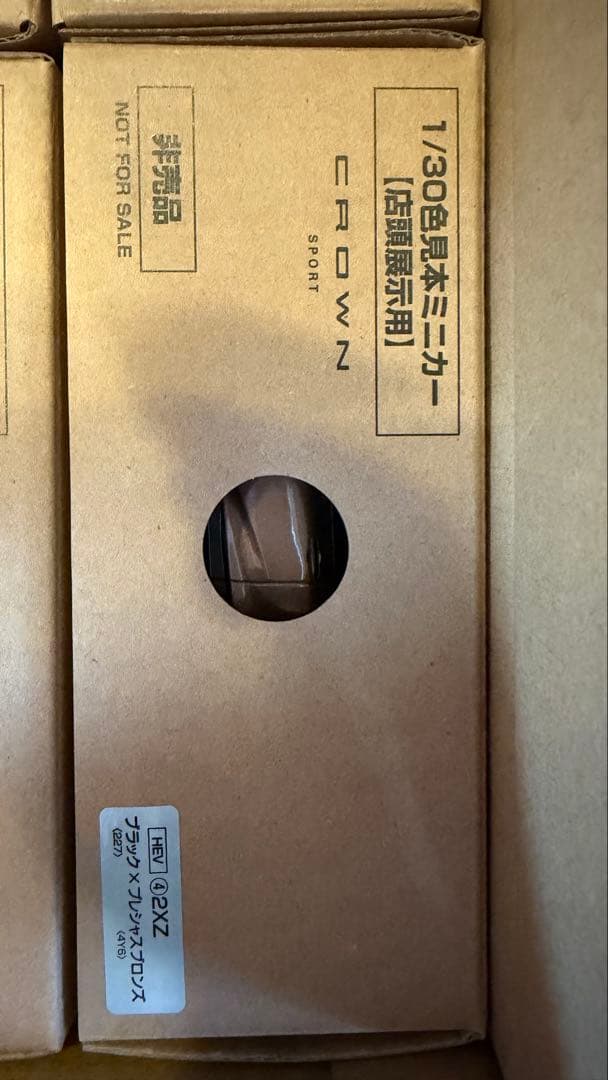 1/30色見本ミニカー
【店頭展示用】
CROWN
SPORT
非売品
NOT FOR SALE
HEV ④2XZ
ブラック×プレシャスブロンズ
〈227〉 〈4Y6〉